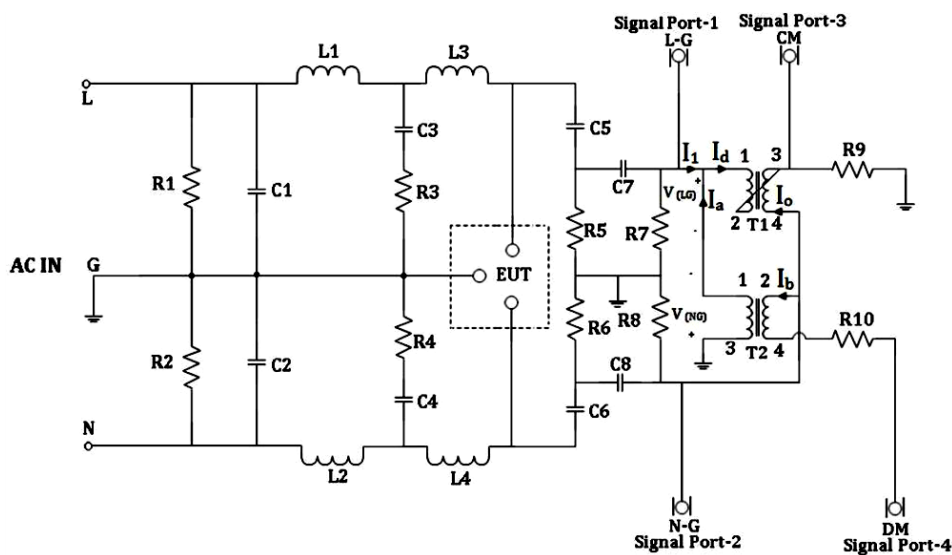 Signal Port-1
L-G
Signal Port-3
CM
L1
L3
L
C3
C5
R1
C1
R3
C7
I1
Id
1
3
R9
V(LG)
+
Ia
Io
2
T1
4
R5
R7
AC IN
G
EUT
R2
C2
R4
R6
R8
V(NG)
+
1
2
Ib
3
T2
4
R10
C4
C8
C6
N
L2
L4
N-G
Signal Port-2
DM
Signal Port-4